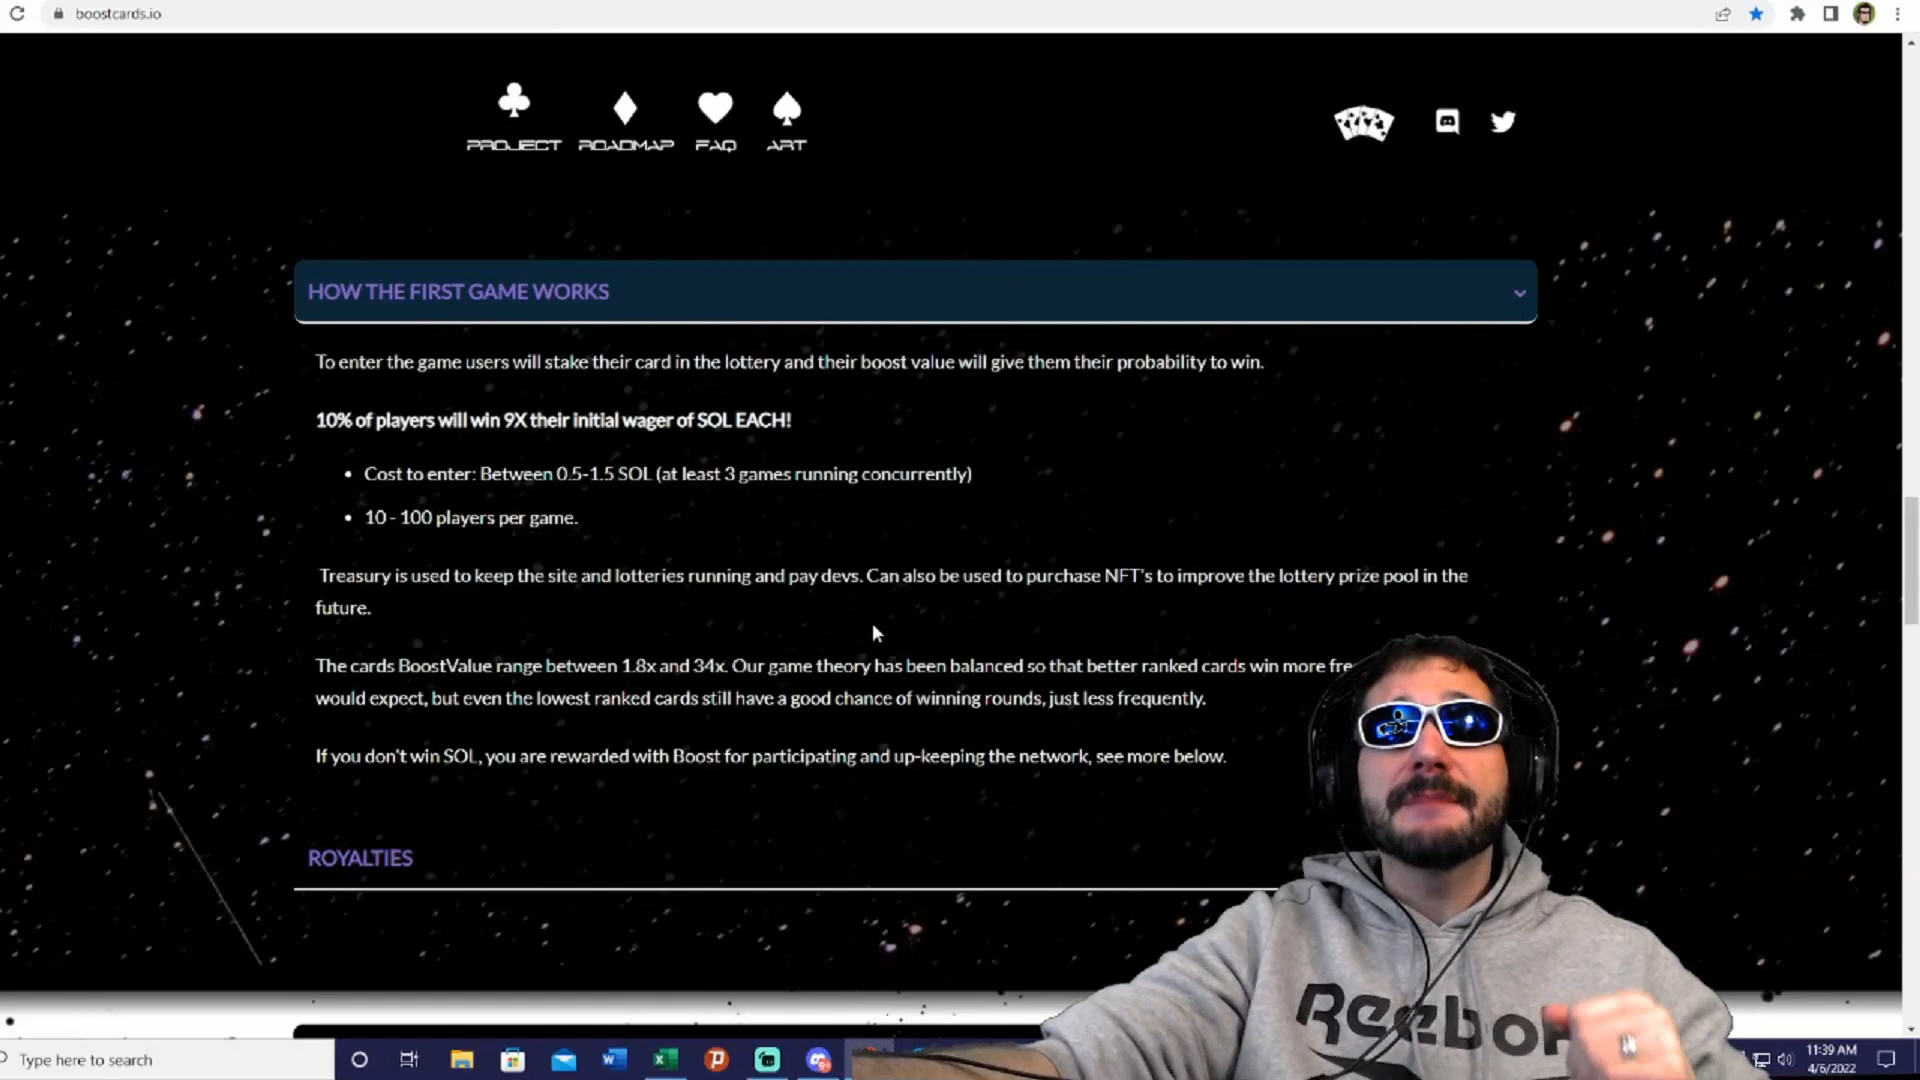 boostcards.io
PROJECT ROADMAP FAQ ART
HOW THE FIRST GAME WORKS
To enter the game users will stake their card in the lottery and their boost value will give them their probability to win.
10% of players will win 9X their initial wager of SOL EACH!
• Cost to enter: Between 0.5-1.5 SOL (at least 3 games running concurrently)
• 10 - 100 players per game.
Treasury is used to keep the site and lotteries running and pay devs. Can also be used to purchase NFT's to improve the lottery prize pool in the
future.
The cards BoostValue range between 1.8x and 34x. Our game theory has been balanced so that better ranked cards win more fre
would expect, but even the lowest ranked cards still have a good chance of winning rounds, just less frequently.
If you don't win SOL, you are rewarded with Boost for participating and up-keeping the network, see more below.
ROYALTIES
Reebok
Type here to search
11:39 AM
4/6/2022